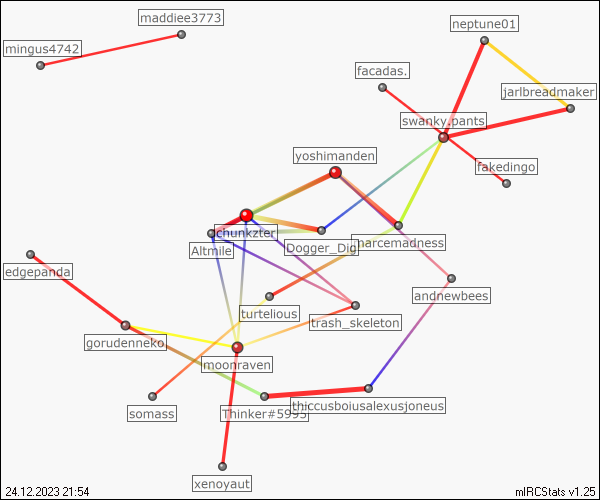 maddiee3773
mingus4742
neptune01
facadas.
jarlbreadmaker
swanky.pants
yoshimanden
fakedingo
chunkzter
narcemadness
Altmile
Dogger_Dig
edgepanda
andnewbees
turtelious
trash_skeleton
gorudenneko
moonraven
thiccusboiusalexusjoneus
somass
Thinker#5995
xenoyaut
24.12.2023 21:54
mIRCStats v1.25